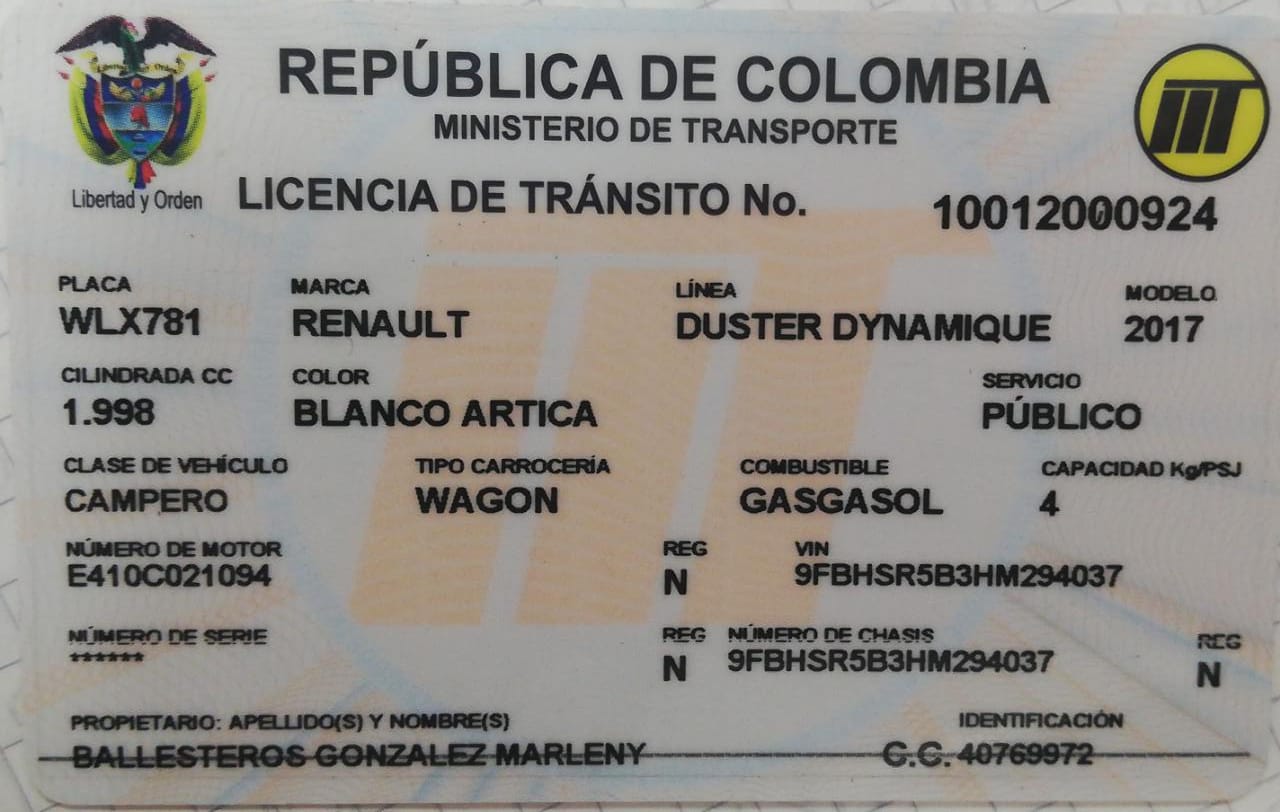 REPÚBLICA DE COLOMBIA
MINISTERIO DE TRANSPORTE
Libertad y Orden
LICENCIA DE TRÁNSITO No. 10012000924
PLACA MARCA LÍNEA MODELO
WLX781 RENAULT DUSTER DYNAMIQUE 2017
CILINDRADA CC COLOR SERVICIO
1.998 BLANCO ARTICA PÚBLICO
CLASE DE VEHÍCULO TIPO CARROCERÍA COMBUSTIBLE CAPACIDAD Kg/PSJ
CAMPERO WAGON GASGASOL 4
NÚMERO DE MOTOR REG VIN
E410C021094 N 9FBHSR5B3HM294037
NÚMERO DE SERIE REG NÚMERO DE CHASIS REG
****** N 9FBHSR5B3HM294037 N
PROPIETARIO: APELLIDO(S) Y NOMBRE(S) IDENTIFICACIÓN
BALLESTEROS GONZALEZ MARLENY C.C. 40769972